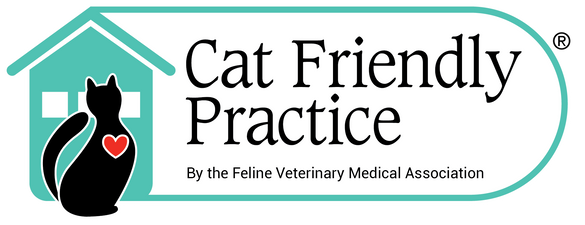 Cat Friendly
Practice
®
By the Feline Veterinary Medical Association